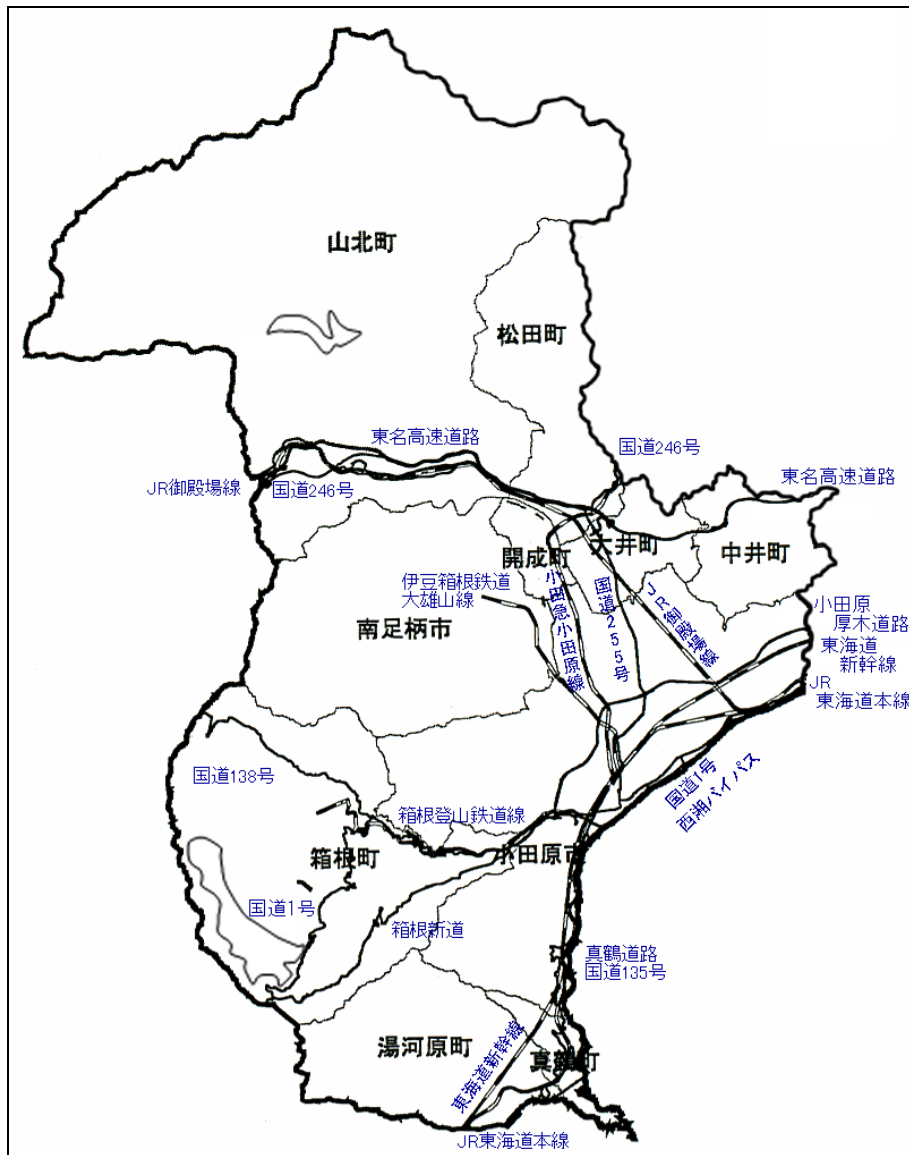 山北町
松田町
東名高速道路
国道246号
JR御殿場線
国道246号
東名高速道路
大井町
中井町
開成町
伊豆箱根鉄道
大雄山線
南足柄市
小田急小田原線
国道255号
JR御殿場線
小田原
厚木道路
東海道
新幹線
JR
東海道本線
国道138号
国道1号
西湘バイパス
箱根登山鉄道線
箱根町
小田原市
国道1号
箱根新道
真鶴道路
国道135号
湯河原町
東海道新幹線
真鶴町
JR東海道本線